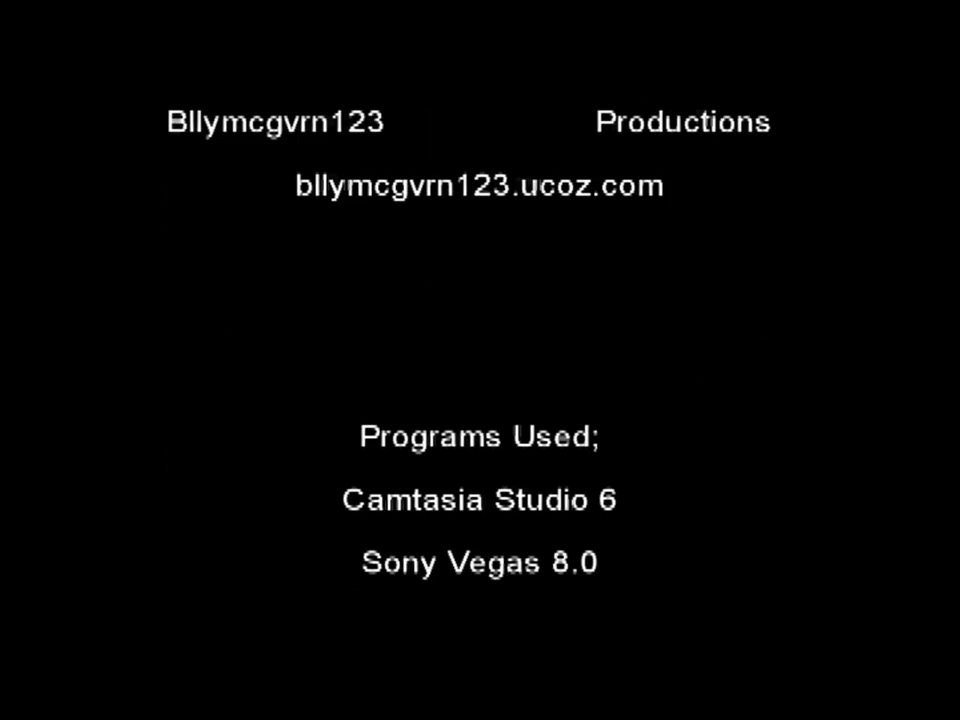 Bllymcgvrn123 Productions
bllymcgvrn123.ucoz.com
Programs Used;
Camtasia Studio 6
Sony Vegas 8.0